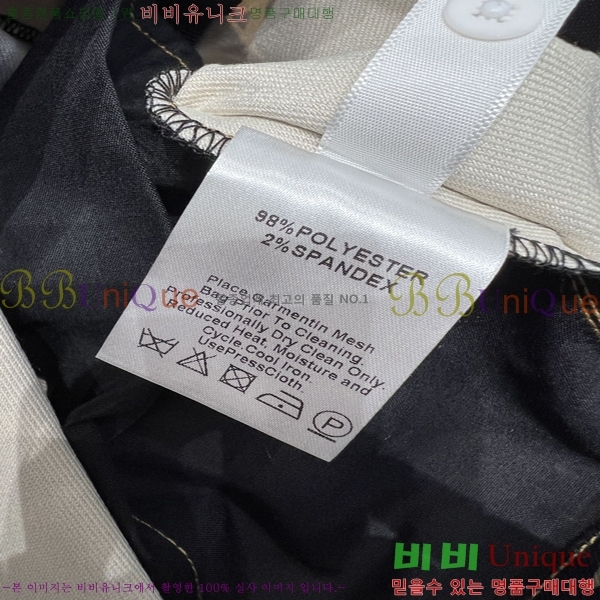 비비유니크 명품구매대행
98%POLYESTER
2%SPANDEX
BBUniQue
최고의 품질 NO.1
BBUniQue
Place Garmentin Mesh
Bag Prior To Cleaning.
Professionally Dry Clean Only.
Reduced Heat, Moisture and
Cycle.Cool Iron.
UsePressCloth.
P
비비 Unique
믿을수 있는 명품구매대행
-본 이미지는 비비유니크에서 촬영한 100% 실사 이미지 입니다.-